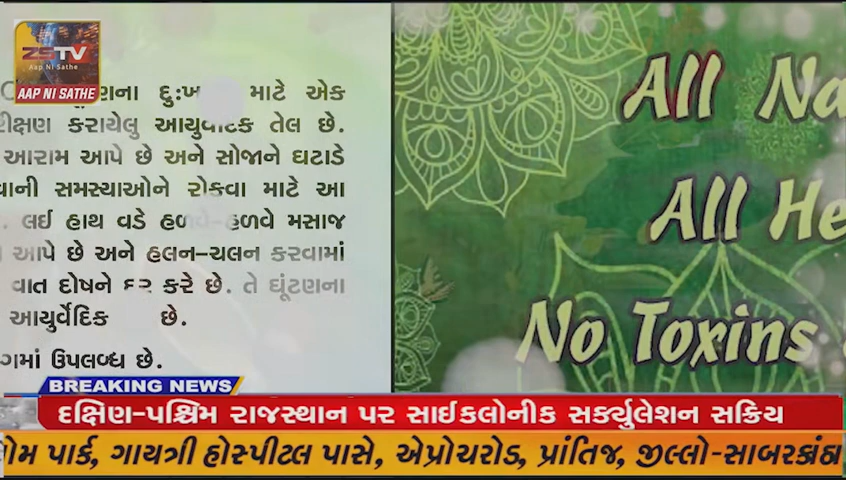 ZSTV
Aap Ni Sathe
AAP NI SATHE
દુઃખ માટે એક
કરાયેલુ આયુર્વેદિક તેલ છે.
આરામ આપે છે અને સોજાને ઘટાડે
સમસ્યાઓને રોકવા માટે આ
લઈ હાથ વડે હળવે-હળવે મસાજ
આપે છે અને હલન-ચલન કરવામાં
વાત દોષને દૂર કરે છે. તે ઘૂંટણના
આયુર્વેદિક છે.
ઉપલબ્ધ છે.
All Na
All He
No Toxins
BREAKING NEWS
દક્ષિણ-પશ્ચિમ રાજસ્થાન પર સાઈકલોનીક સર્ક્યુલેશન સક્રિય
પાર્ક, ગાયત્રી હોસ્પીટલ પાસે, એપ્રોચરોડ, પ્રાંતિજ, જીલ્લો-સાબરકાંઠા